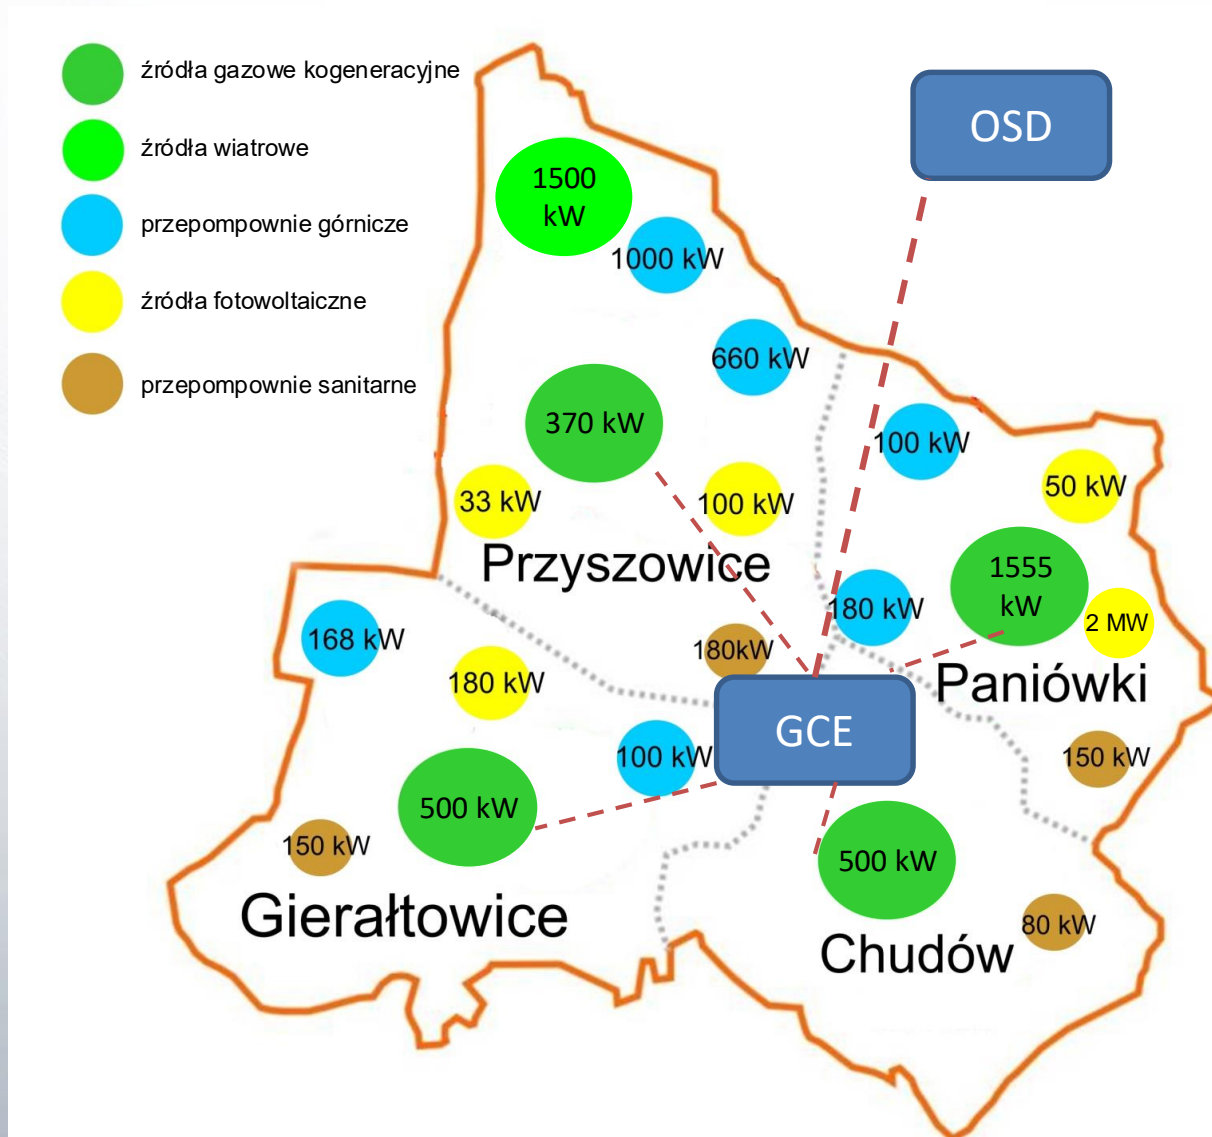 źródła gazowe kogeneracyjne
źródła wiatrowe
przepompownie górnicze
źródła fotowoltaiczne
przepompownie sanitarne
OSD
1500
kW
1000 kW
660 kW
370 kW
100 kW
33 kW
100 kW
50 kW
Przyszowice
1555
kW
180 kW
2 MW
168 kW
180kW
180 kW
Paniówki
GCE
100 kW
150 kW
500 kW
150 kW
500 kW
Gierałtowice
80 kW
Chudów